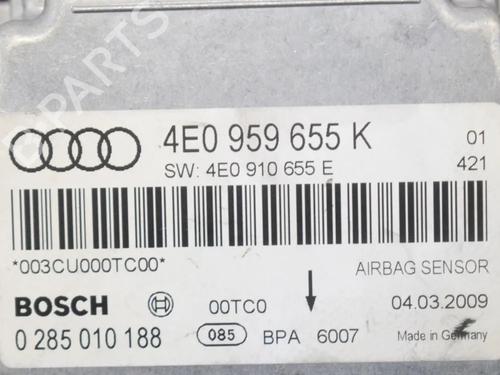 B PARTS
4E0 959 655 K 01
SW: 4E0 910 655 E 421
*003CU000TC00* AIRBAG SENSOR
BOSCH 00TC0 04.03.2009
0 285 010 188 085 BPA 6007 Made in Germany